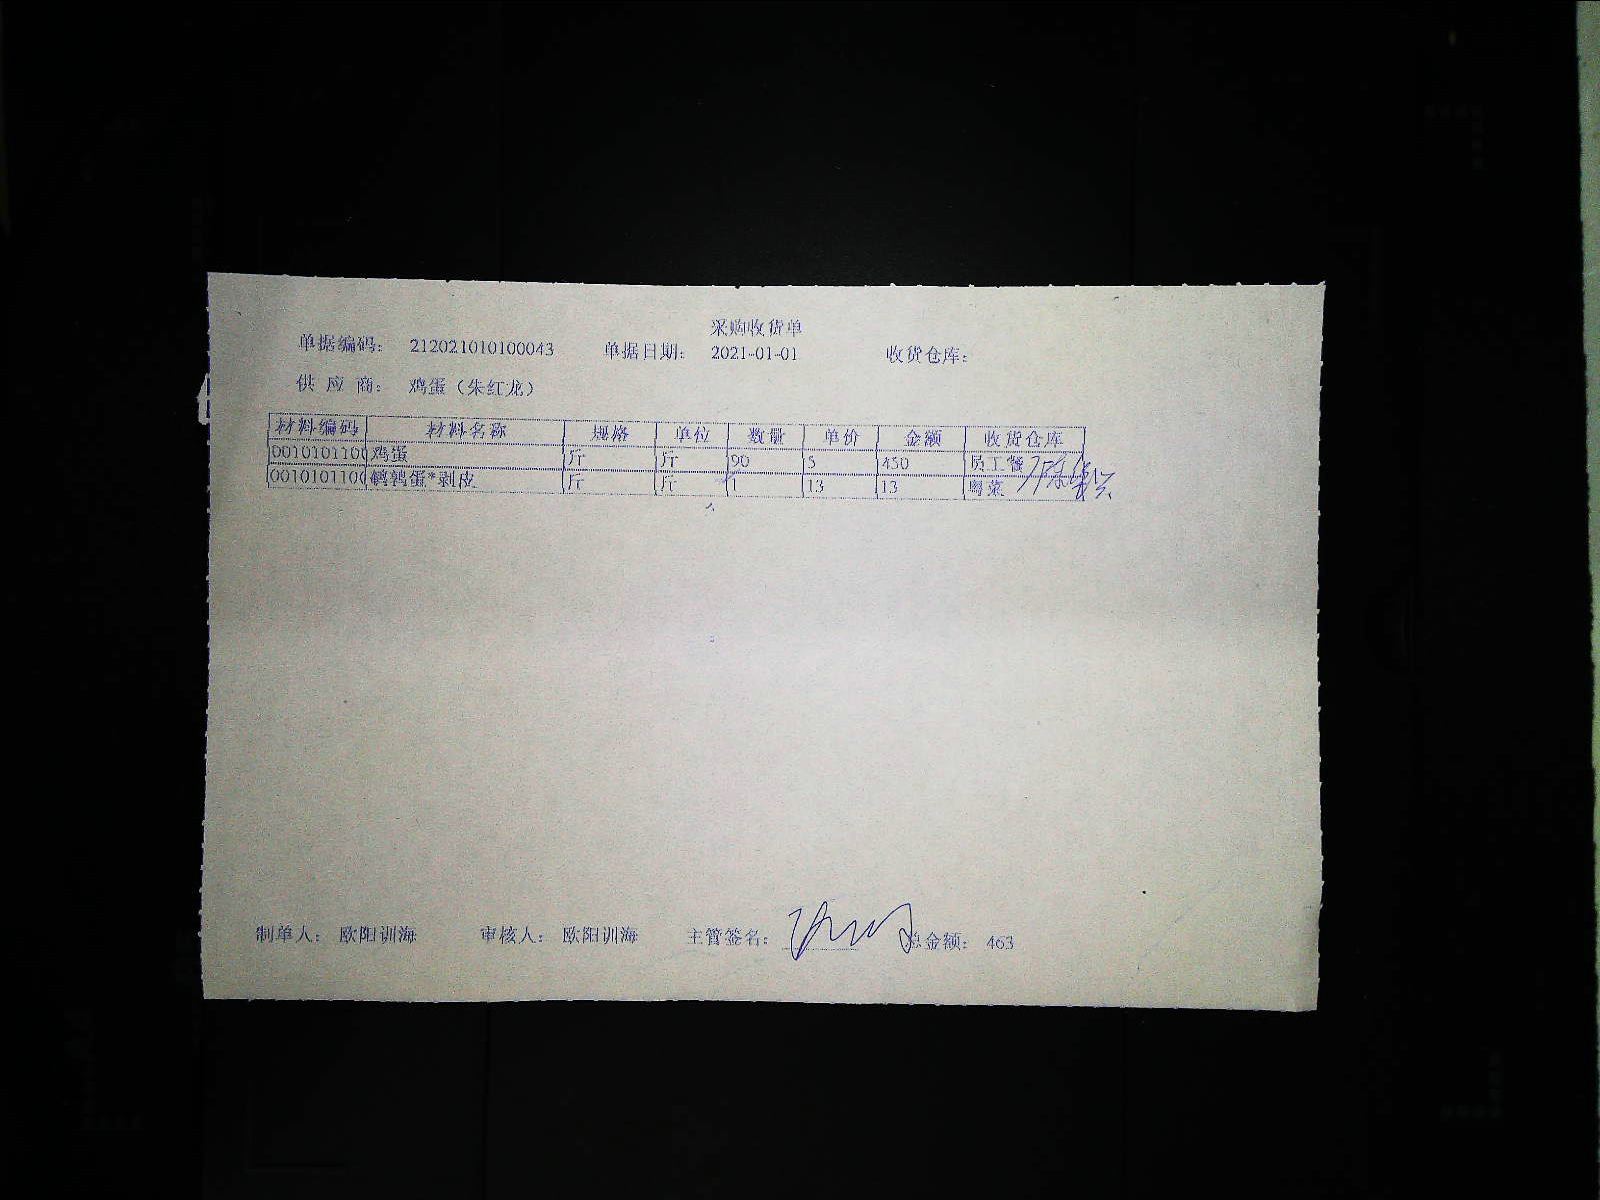 采购收货单
单据编码： 212021010100043 单据日期： 2021-01-01 收货仓库：
供 应 商： 鸡蛋（朱红龙）
材料编码 材料名称 规格 单位 数量 单价 金额 收货仓库
0010101100 鸡蛋 斤 斤 90 5 450 员工餐
0010101100 鹌鹑蛋*剥皮 斤 斤 1 13 13 粤菜
制单人： 欧阳训海 审核人： 欧阳训海 主管签名： 总金额： 463